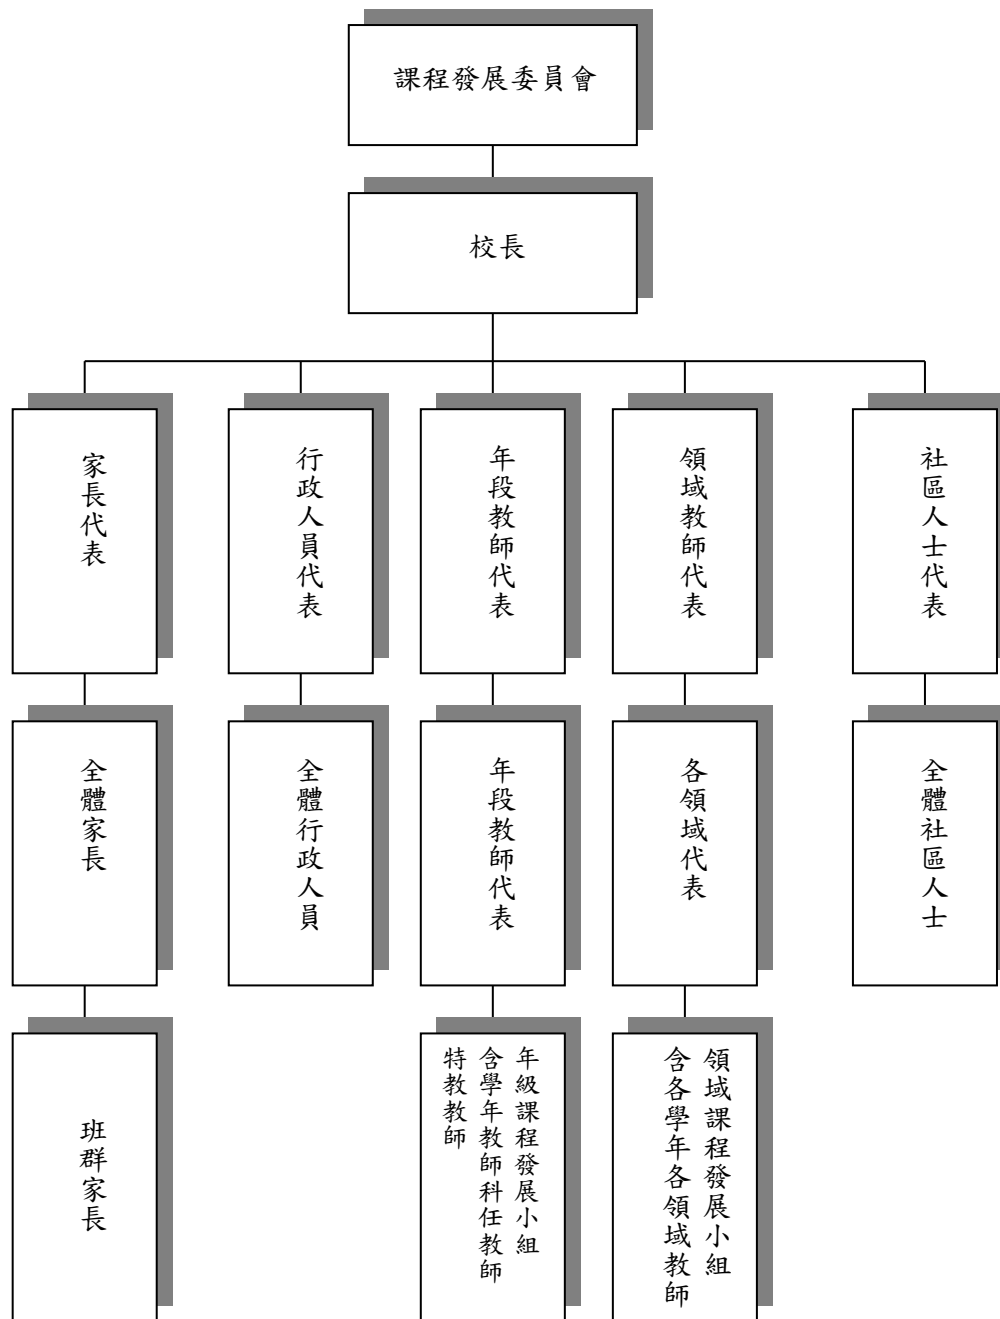 課程發展委員會
校長
家長代表
行政人員代表
年段教師代表
領域教師代表
社區人士代表
全體家長
全體行政人員
年段教師代表
各領域代表
全體社區人士
班群家長
年級課程發展小組
含學年教師科任教師
特教教師
領域課程發展小組
含各學年各領域教師